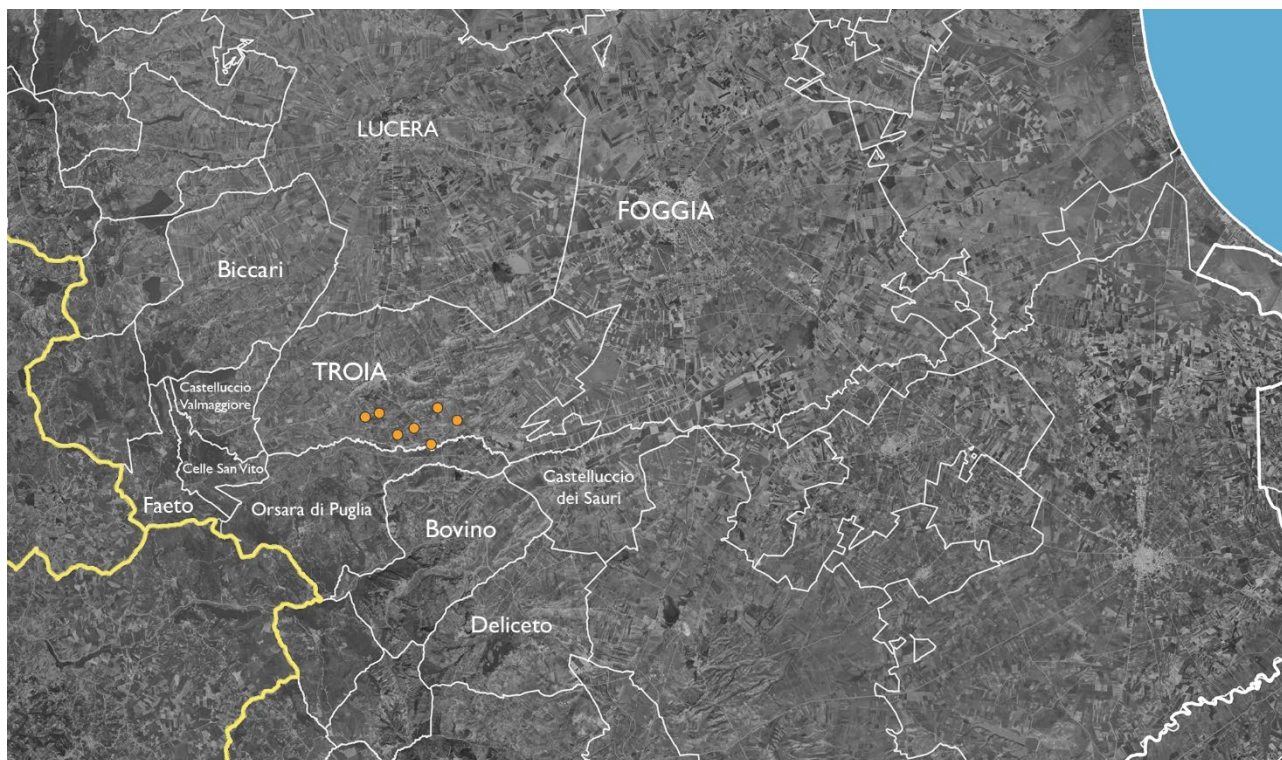 LUCERA
FOGGIA
Biccari
TROIA
Castelluccio
Valmaggiore
Celle San Vito
Castelluccio
dei Sauri
Faeto
Orsara di Puglia
Bovino
Deliceto